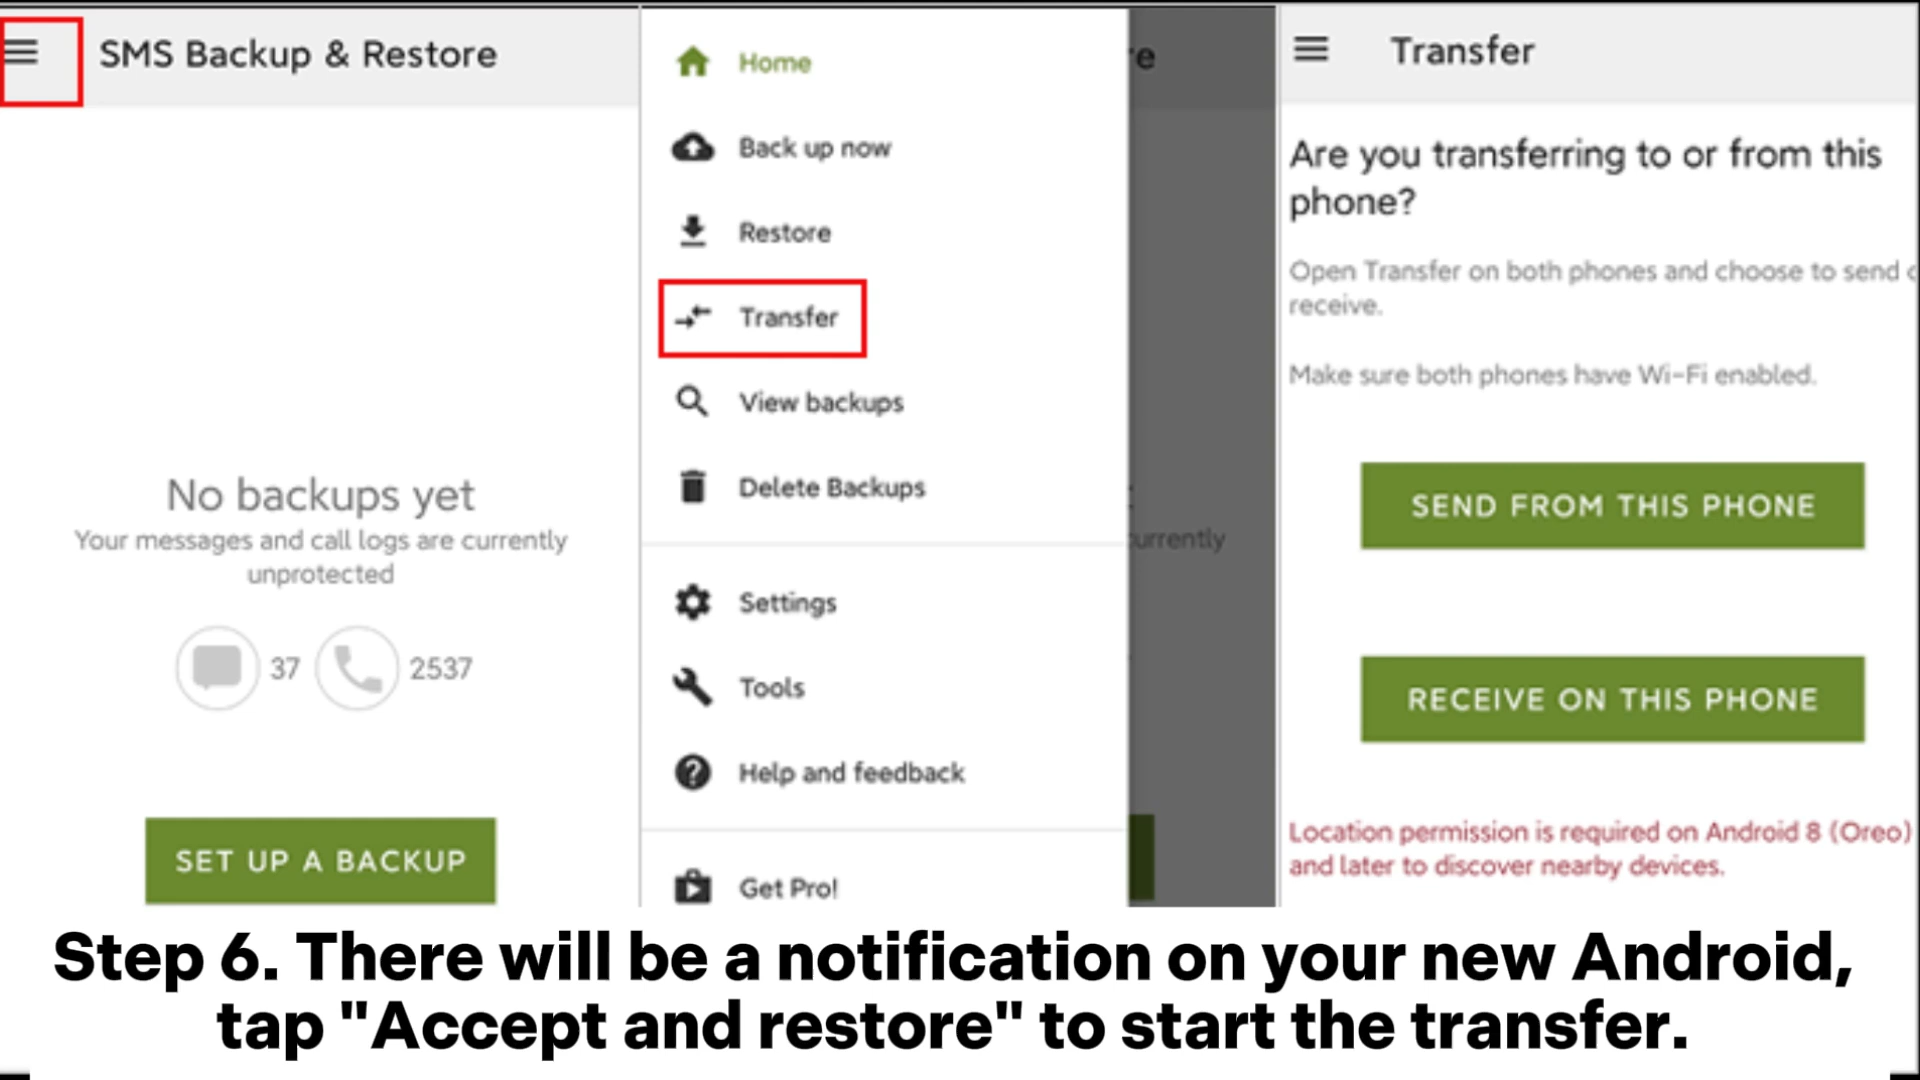 SMS Backup & Restore
No backups yet
Your messages and call logs are currently
unprotected
37
2537
SET UP A BACKUP
Home
Back up now
Restore
Transfer
View backups
Delete Backups
Settings
Tools
Help and feedback
Get Pro!
re
urrently
Transfer
Are you transferring to or from this
phone?
Open Transfer on both phones and choose to send
receive.
Make sure both phones have Wi-Fi enabled.
SEND FROM THIS PHONE
RECEIVE ON THIS PHONE
Location permission is required on Android 8 (Oreo)
and later to discover nearby devices.
Step 6. There will be a notification on your new Android,
tap "Accept and restore" to start the transfer.